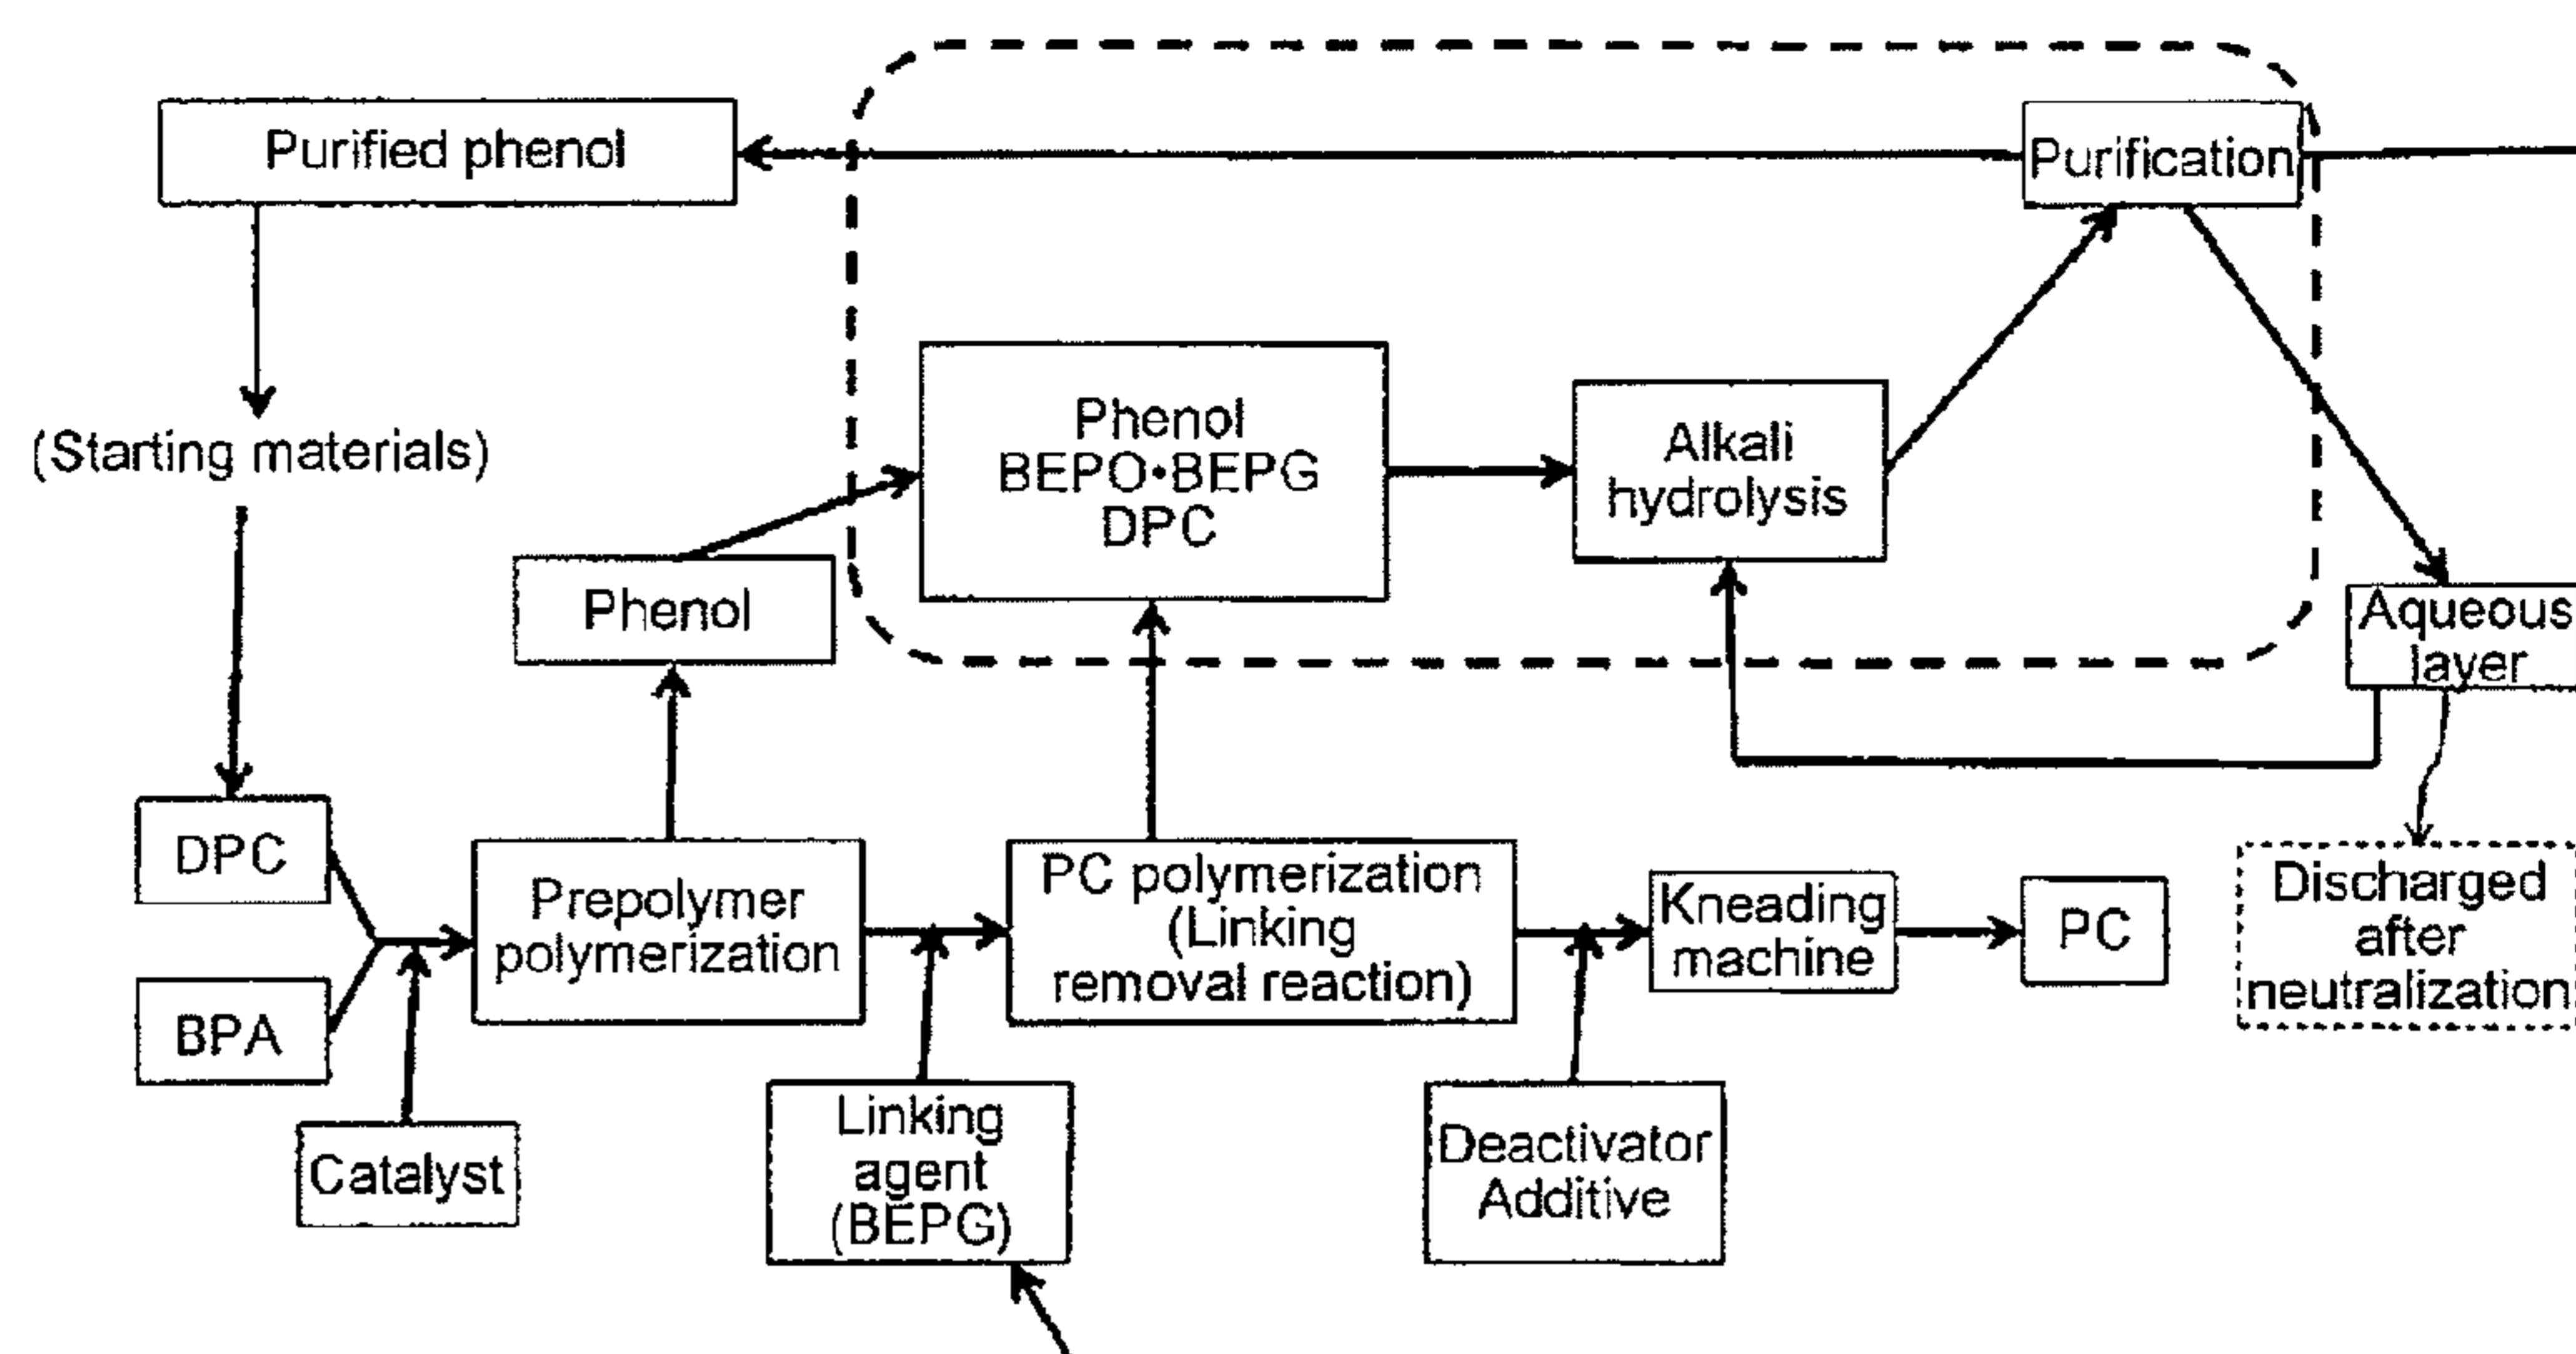 Purified phenol
Purification
(Starting materials)
Phenol
BEPO•BEPG
DPC
Alkali
hydrolysis
Phenol
Aqueous
layer
DPC
BPA
Catalyst
Prepolymer
polymerization
PC polymerization
(Linking
removal reaction)
Kneading
machine
PC
Discharged
after
neutralization
Linking
agent
(BEPG)
Deactivator
Additive